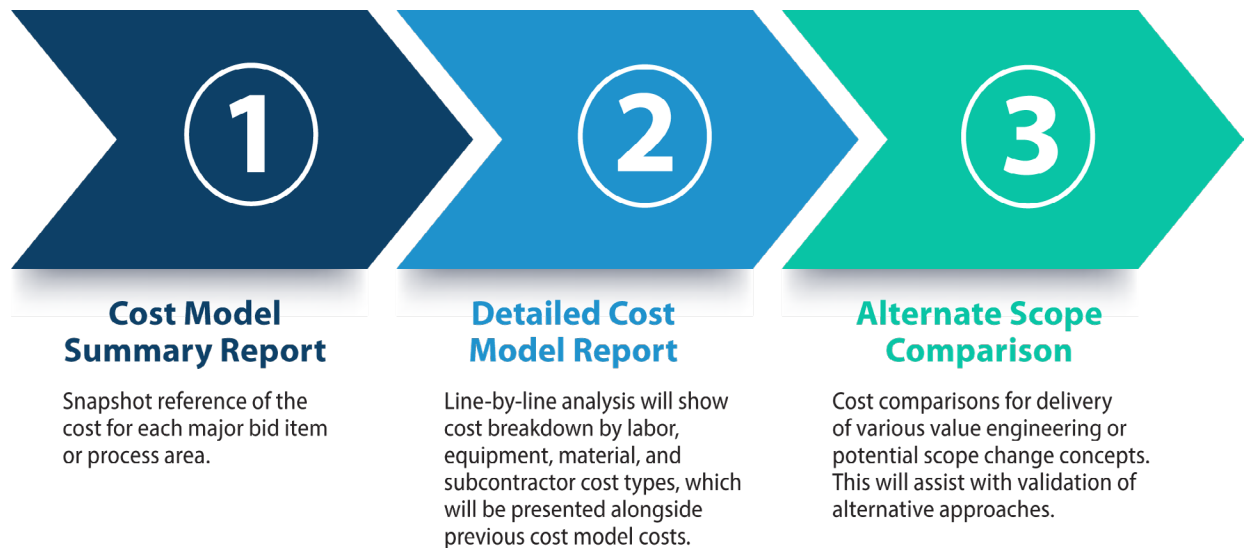 1
Cost Model
Summary Report
Snapshot reference of the
cost for each major bid item
or process area.
2
Detailed Cost
Model Report
Line-by-line analysis will show
cost breakdown by labor,
equipment, material, and
subcontractor cost types, which
will be presented alongside
previous cost model costs.
3
Alternate Scope
Comparison
Cost comparisons for delivery
of various value engineering or
potential scope change concepts.
This will assist with validation of
alternative approaches.